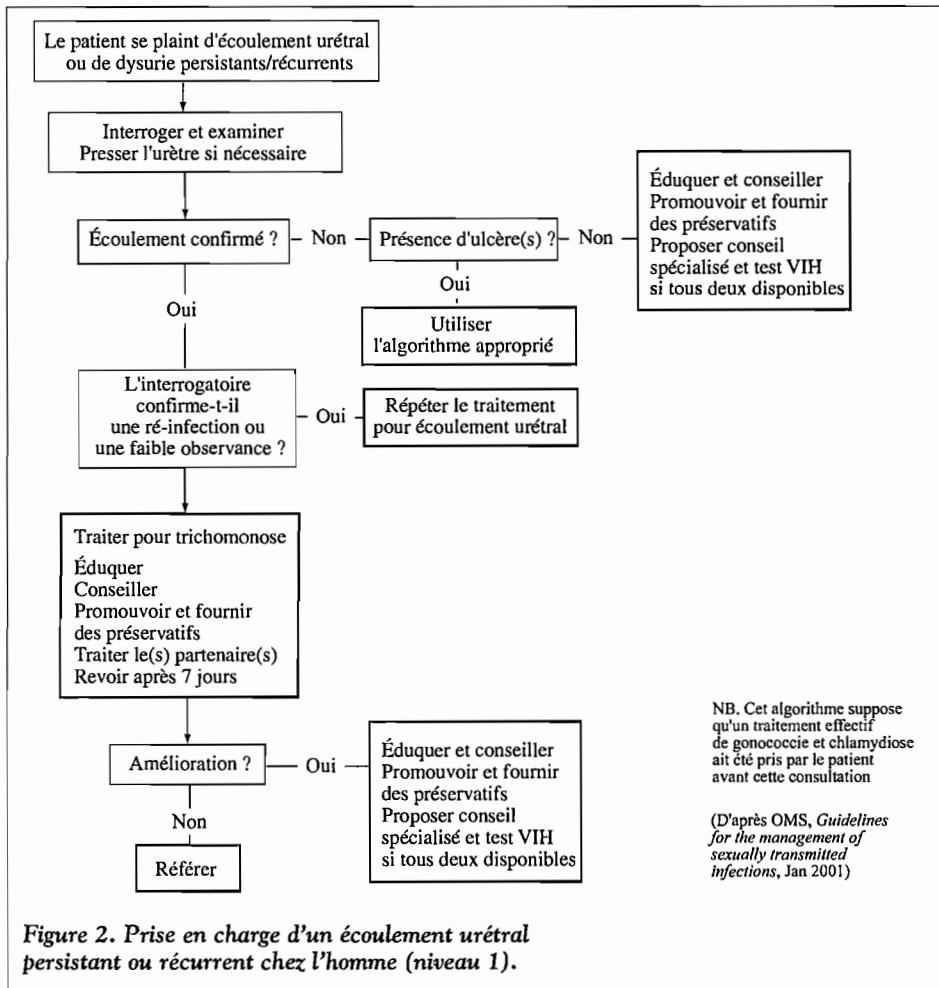 Le patient se plaint d'écoulement urétral
ou de dysurie persistants/récurrents
Interroger et examiner
Presser l'urètre si nécessaire
Écoulement confirmé ?
Non
Présence d'ulcère(s) ?
Non
Éduquer et conseiller
Promouvoir et fournir
des préservatifs
Proposer conseil
spécialisé et test VIH
si tous deux disponibles
Oui
Utiliser
l'algorithme approprié
Oui
L'interrogatoire
confirme-t-il
une ré-infection ou
une faible observance ?
Oui
Répéter le traitement
pour écoulement urétral
Traiter pour trichomonose
Éduquer
Conseiller
Promouvoir et fournir
des préservatifs
Traiter le(s) partenaire(s)
Revoir après 7 jours
Amélioration ?
Oui
Éduquer et conseiller
Promouvoir et fournir
des préservatifs
Proposer conseil
spécialisé et test VIH
si tous deux disponibles
Non
Référer
NB. Cet algorithme suppose
qu'un traitement effectif
de gonococcie et chlamydiose
ait été pris par le patient
avant cette consultation
(D'après OMS, Guidelines
for the management of
sexually transmitted
infections, Jan 2001)
Figure 2. Prise en charge d'un écoulement urétral
persistant ou récurrent chez l'homme (niveau 1).